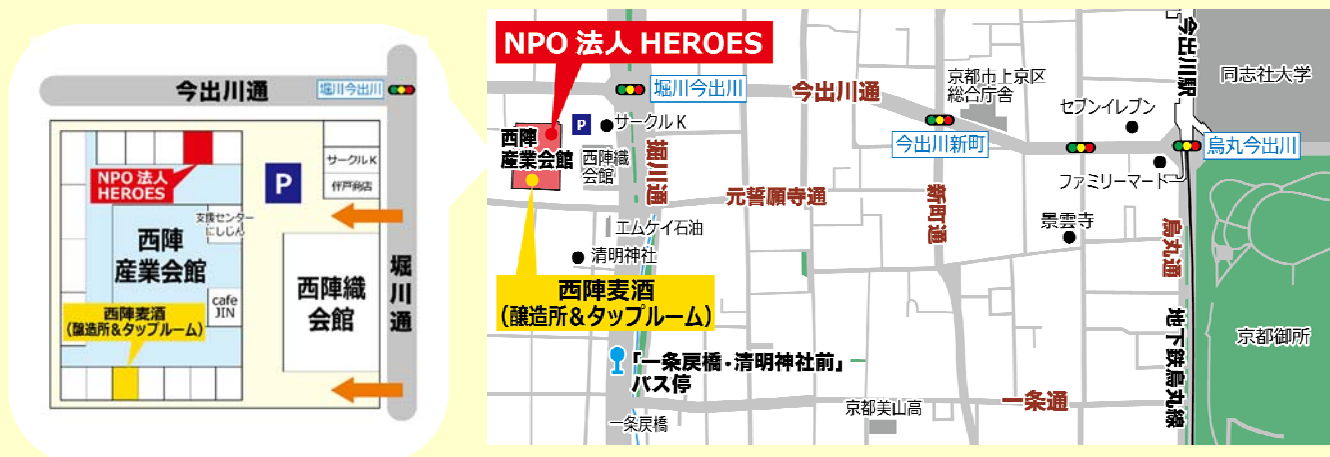 今出川通
堀川今出川
NPO 法人
HEROES
P
サークル K
伴戸商店
支援センター
にしじん
西陣
産業会館
西陣織
会館
堀川通
cafe
JIN
西陣麦酒
(醸造所&タップルーム)
NPO 法人 HEROES
堀川今出川
今出川通
京都市上京区
総合庁舎
セブンイレブン
今出川駅
同志社大学
西陣
産業会館
P
サークル K
西陣織
会館
堀川通
今出川新町
烏丸今出川
ファミリーマート
元誓願寺通
新町通
景雲寺
烏丸通
エムケイ石油
清明神社
西陣麦酒
(醸造所&タップルーム)
地下鉄烏丸線
京都御所
「一条戻橋・清明神社前」
バス停
一条戻橋
京都美山高
一条通